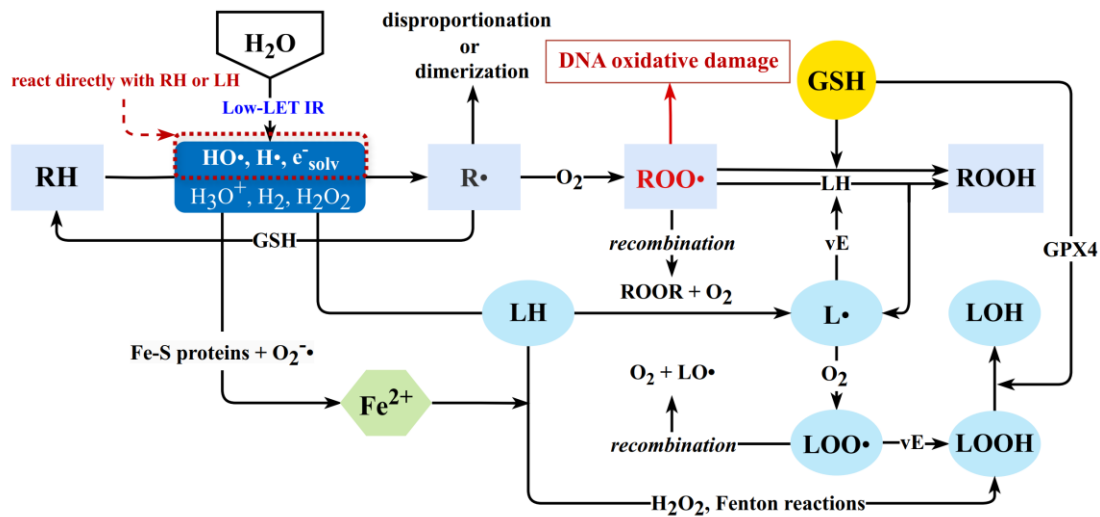 H₂O
disproportionation
or
dimerization
DNA oxidative damage
GSH
react directly with RH or LH
Low-LET IR
HO•, H•, e⁻solv
H₃O⁺, H₂, H₂O₂
RH
R•
O₂
ROO•
LH
ROOH
GSH
recombination
vE
GPX4
ROOR + O₂
LH
L•
LOH
Fe-S proteins + O₂⁻•
O₂
O₂ + LO•
Fe²⁺
recombination
LOO•
vE
LOOH
H₂O₂, Fenton reactions